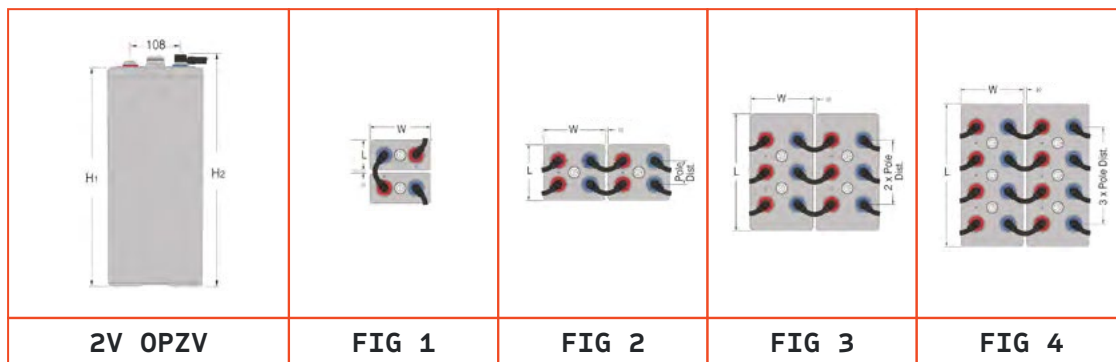 108
H1
H2
2V OPZV
W
L
FIG 1
W
L
Pole
Dist.
FIG 2
W
L
2 x Pole
Dist.
FIG 3
W
L
3 x Pole Dist.
FIG 4